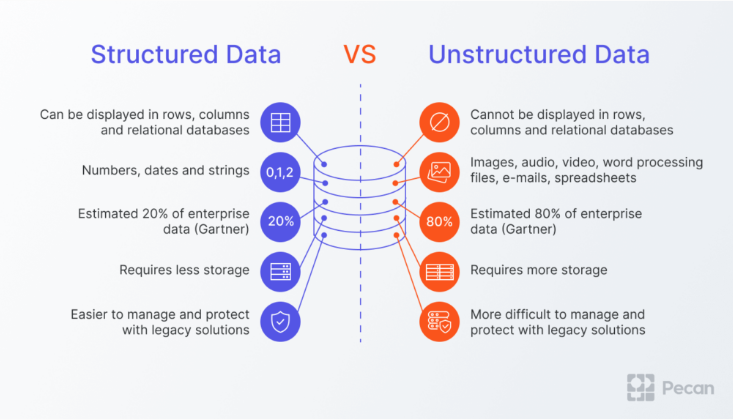 Structured Data
VS
Unstructured Data
Can be displayed in rows, columns
and relational databases
Cannot be displayed in rows,
columns and relational databases
Numbers, dates and strings
0,1,2
Images, audio, video, word processing
files, e-mails, spreadsheets
Estimated 20% of enterprise
data (Gartner)
20%
80%
Estimated 80% of enterprise
data (Gartner)
Requires less storage
Requires more storage
Easier to manage and protect
with legacy solutions
More difficult to manage and
protect with legacy solutions
Pecan